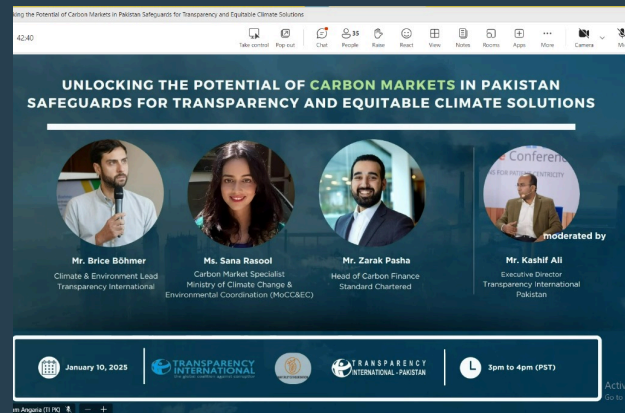 king the Potential of Carbon Markets in Pakistan Safeguards for Transparency and Equitable Climate Solutions
42:40
Take control Pop out Chat 35 People Raise React View Notes Rooms Apps More Camera
UNLOCKING THE POTENTIAL OF CARBON MARKETS IN PAKISTAN
SAFEGUARDS FOR TRANSPARENCY AND EQUITABLE CLIMATE SOLUTIONS
Conferenc
moderated by
Mr. Brice Böhmer
Climate & Environment Lead
Transparency International
Ms. Sana Rasool
Carbon Market Specialist
Ministry of Climate Change &
Environmental Coordination (MoCC&EC)
Mr. Zarak Pasha
Head of Carbon Finance
Standard Chartered
Mr. Kashif Ali
Executive Director
Transparency International
Pakistan
January 10, 2025
TRANSPARENCY
INTERNATIONAL
the global coalition against corruption
TRANSPARENCY
INTERNATIONAL - PAKISTAN
3pm to 4pm (PST)
Activ
Go to
m Angaria (TI PK)